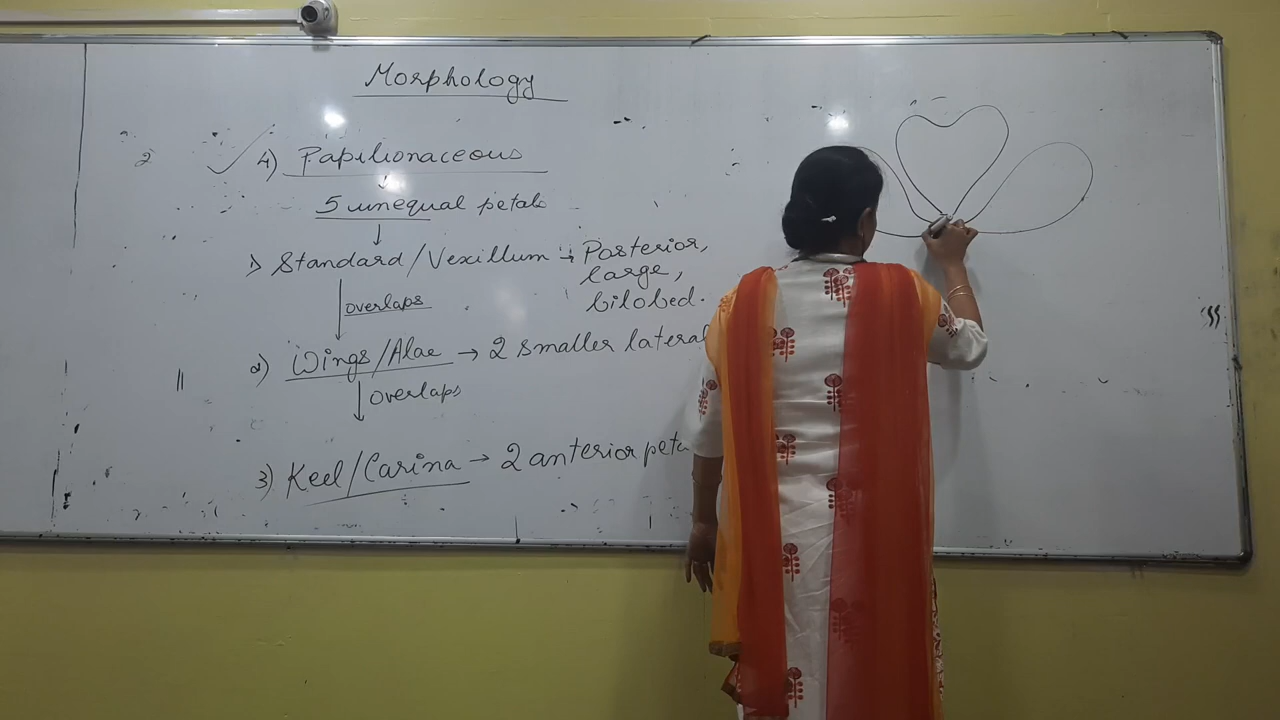 Morphology
2
4) Papilionaceous
5 unequal petals
1) Standard/Vexillum → Posterior,
large,
bilobed.
overlaps
2) Wings/Alae → 2 smaller lateral
overlaps
3) Keel/Carina → 2 anterior peta